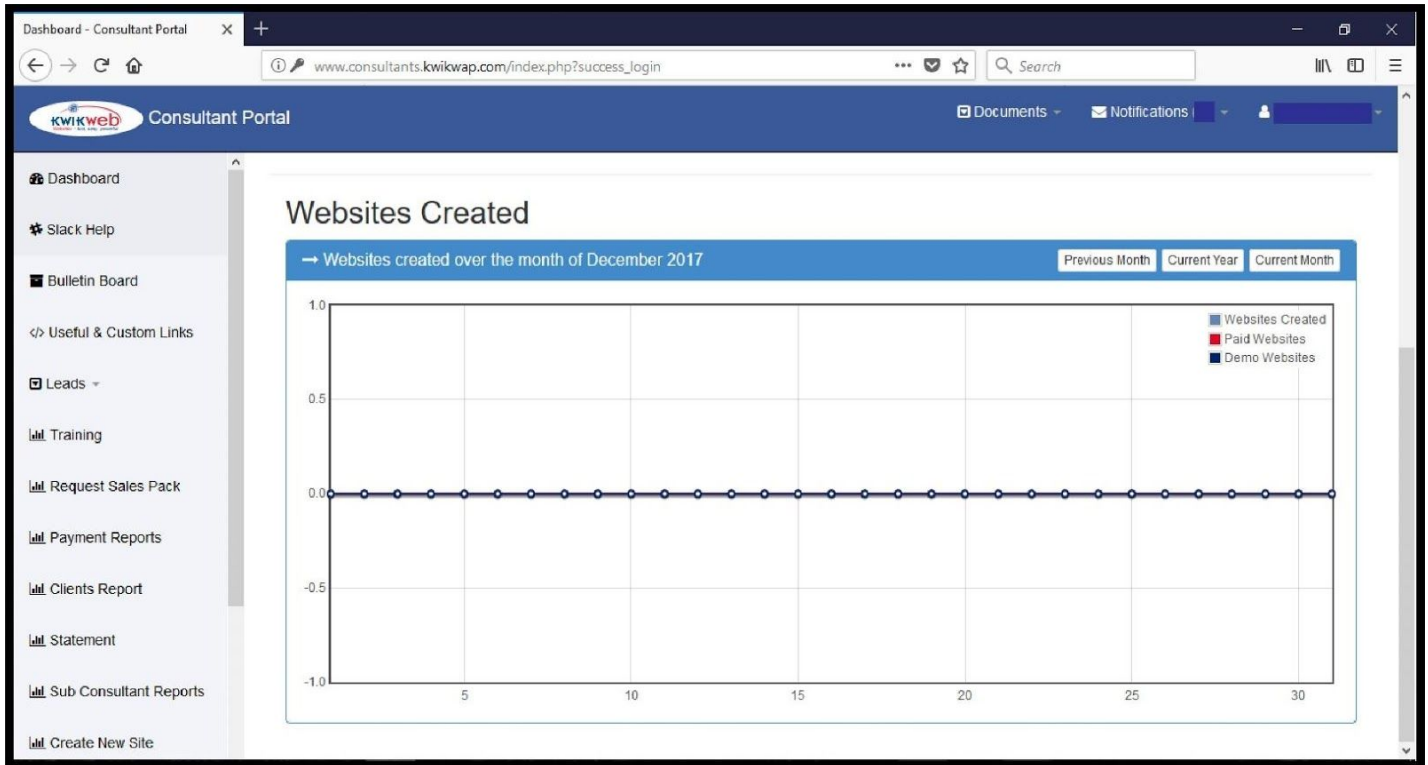 Dashboard - Consultant Portal
www.consultants.kwikwap.com/index.php?success_login
Search
KWIKweb
Consultant Portal
Documents
Notifications (
Dashboard
Slack Help
Bulletin Board
Useful & Custom Links
Leads
Training
Request Sales Pack
Payment Reports
Clients Report
Statement
Sub Consultant Reports
Create New Site
Websites Created
→ Websites created over the month of December 2017
Previous Month Current Year Current Month
Websites Created
Paid Websites
Demo Websites
1.0
0.5
0.0
-0.5
-1.0
5 10 15 20 25 30